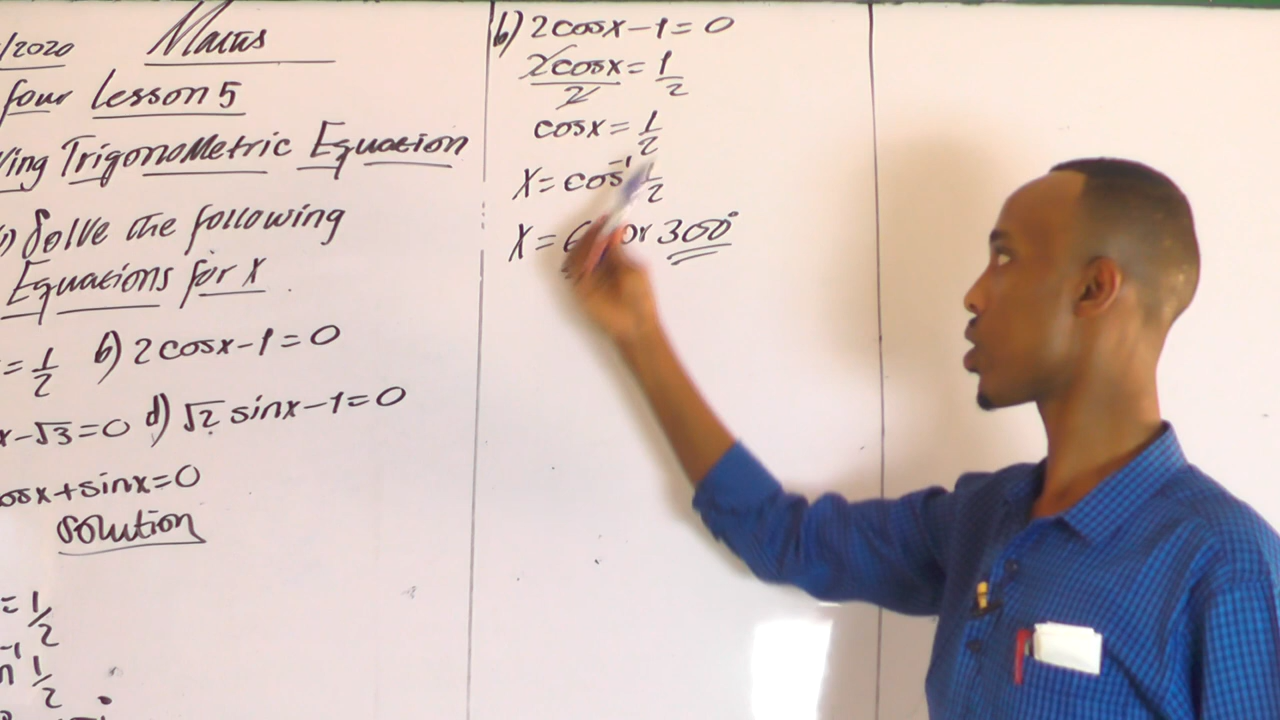 /2020 Maths
four Lesson 5
ving Trigonometric Equation
Solve the following
Equations for x
= 1/2 b) 2cosx-1=0
x-√3=0 d) √2 sinx-1=0
osx+sinx=0
Solution
= 1/2
n⁻¹ 1/2
b) 2cosx-1=0
2cosx/2 = 1/2
cosx = 1/2
X = cos⁻¹ 1/2
X = 6 or 300°